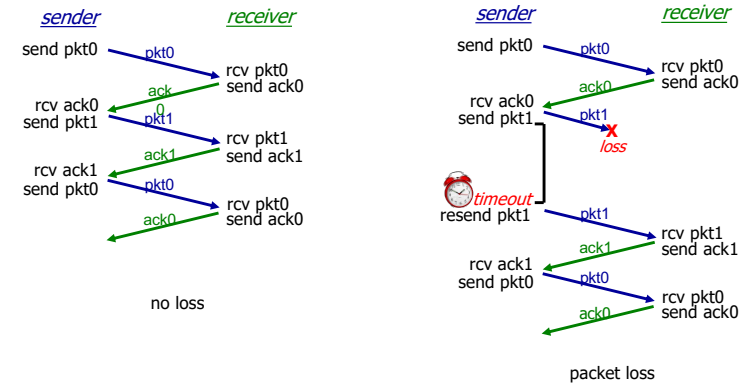 sender
receiver
send pkt0
pkt0
rcv pkt0
send ack0
ack
0
rcv ack0
send pkt1
pkt1
rcv pkt1
send ack1
ack1
rcv ack1
send pkt0
pkt0
rcv pkt0
send ack0
ack0
no loss
sender
receiver
send pkt0
pkt0
rcv pkt0
send ack0
ack0
rcv ack0
send pkt1
pkt1
X
loss
timeout
resend pkt1
pkt1
rcv pkt1
send ack1
ack1
rcv ack1
send pkt0
pkt0
rcv pkt0
send ack0
ack0
packet loss